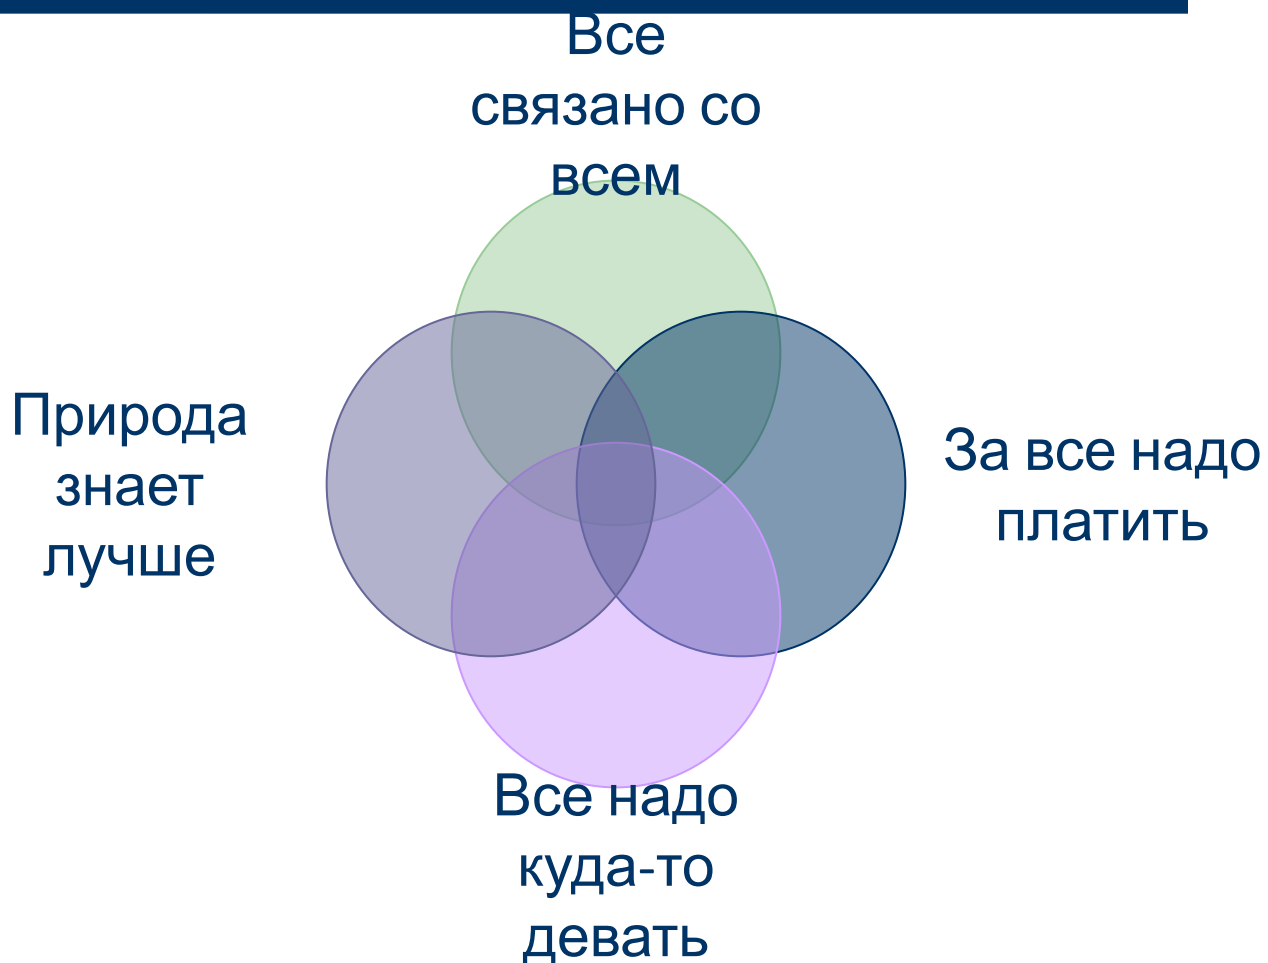 Все
связано со
всем
Природа
знает
лучше
За все надо
платить
Все надо
куда-то
девать